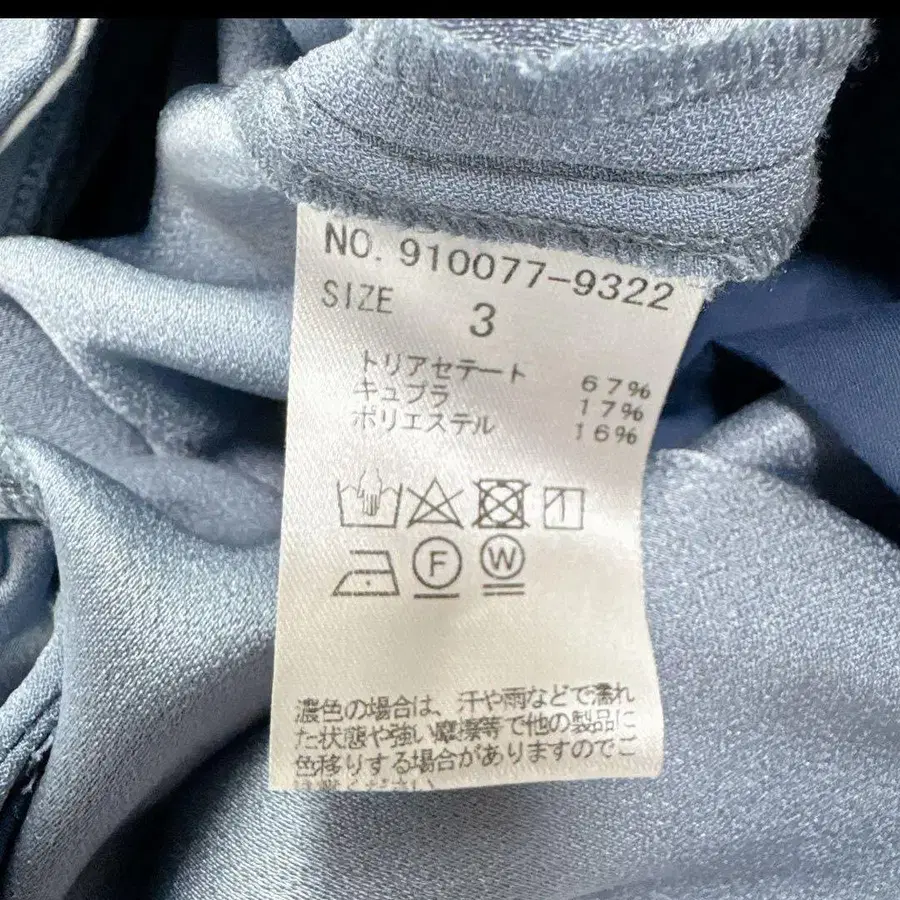 NO. 910077-9322
SIZE 3
トリアセテート 67%
キュプラ 17%
ポリエステル 16%
F W
濃色の場合は、汗や雨などで濡れ
た状態や強い摩擦等で他の製品に
色移りする場合がありますのでご